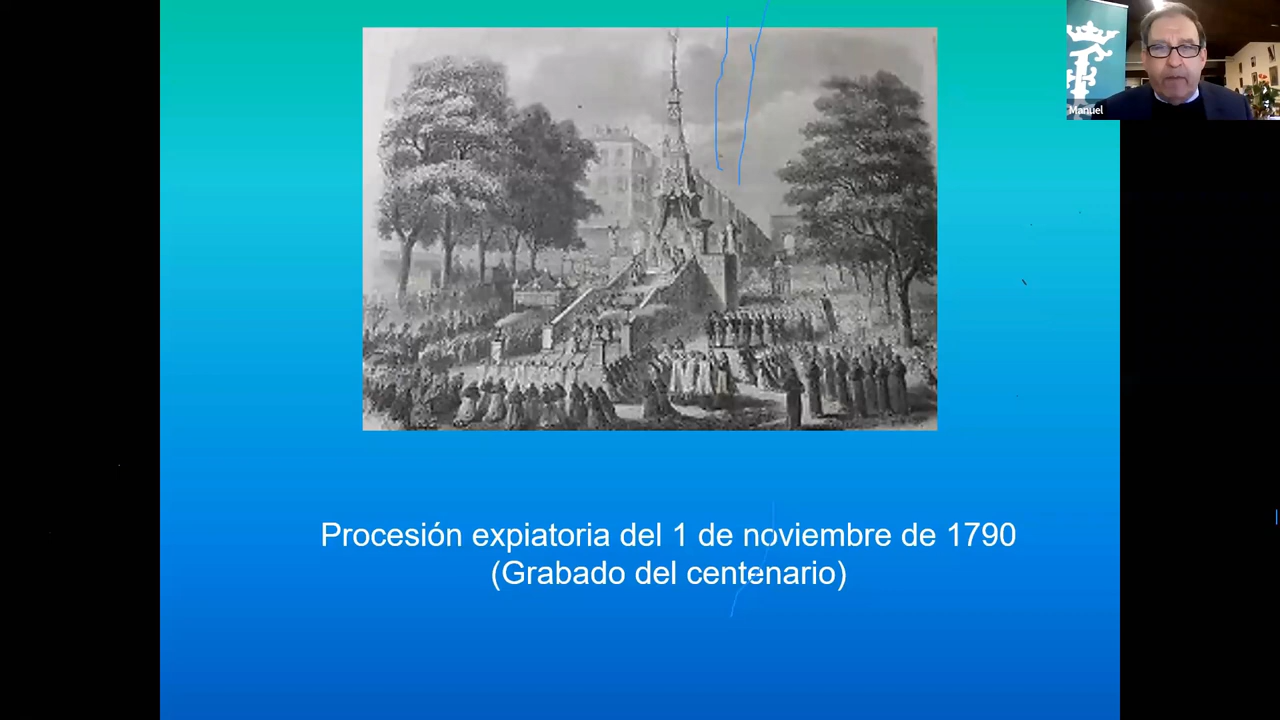 Procesión expiatoria del 1 de noviembre de 1790
(Grabado del centenario)
Manuel